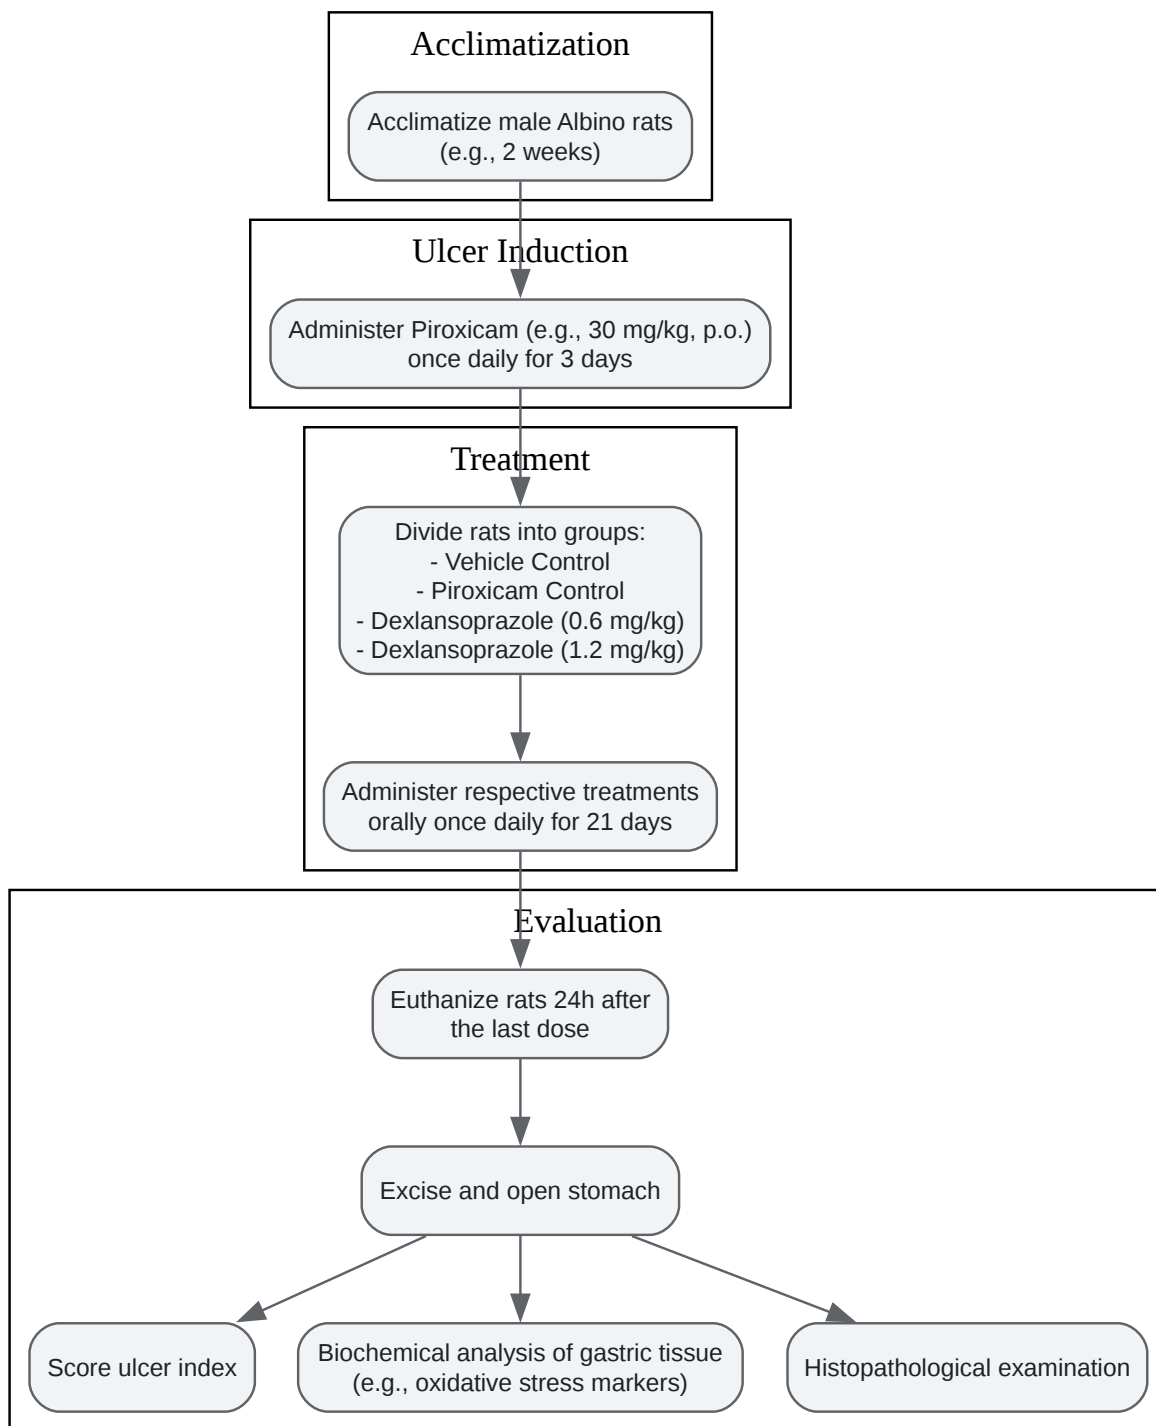 Acclimatization
Acclimatize male Albino rats
(e.g., 2 weeks)
Ulcer Induction
Administer Piroxicam (e.g., 30 mg/kg, p.o.)
once daily for 3 days
Treatment
Divide rats into groups:
- Vehicle Control
- Piroxicam Control
- Dexlansoprazole (0.6 mg/kg)
- Dexlansoprazole (1.2 mg/kg)
Administer respective treatments
orally once daily for 21 days
Evaluation
Euthanize rats 24h after
the last dose
Excise and open stomach
Score ulcer index
Biochemical analysis of gastric tissue
(e.g., oxidative stress markers)
Histopathological examination